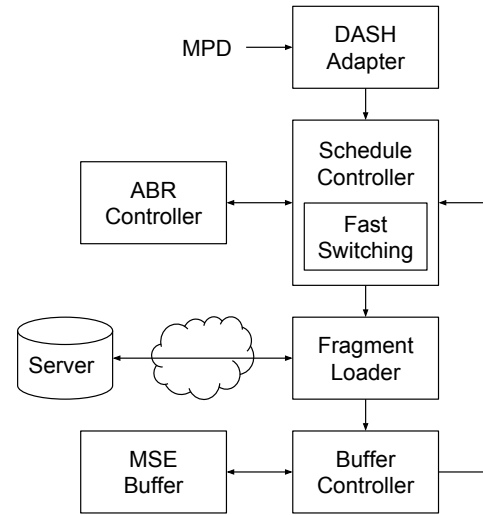 MPD
DASH
Adapter
Schedule
Controller
ABR
Controller
Fast
Switching
Server
Fragment
Loader
MSE
Buffer
Buffer
Controller